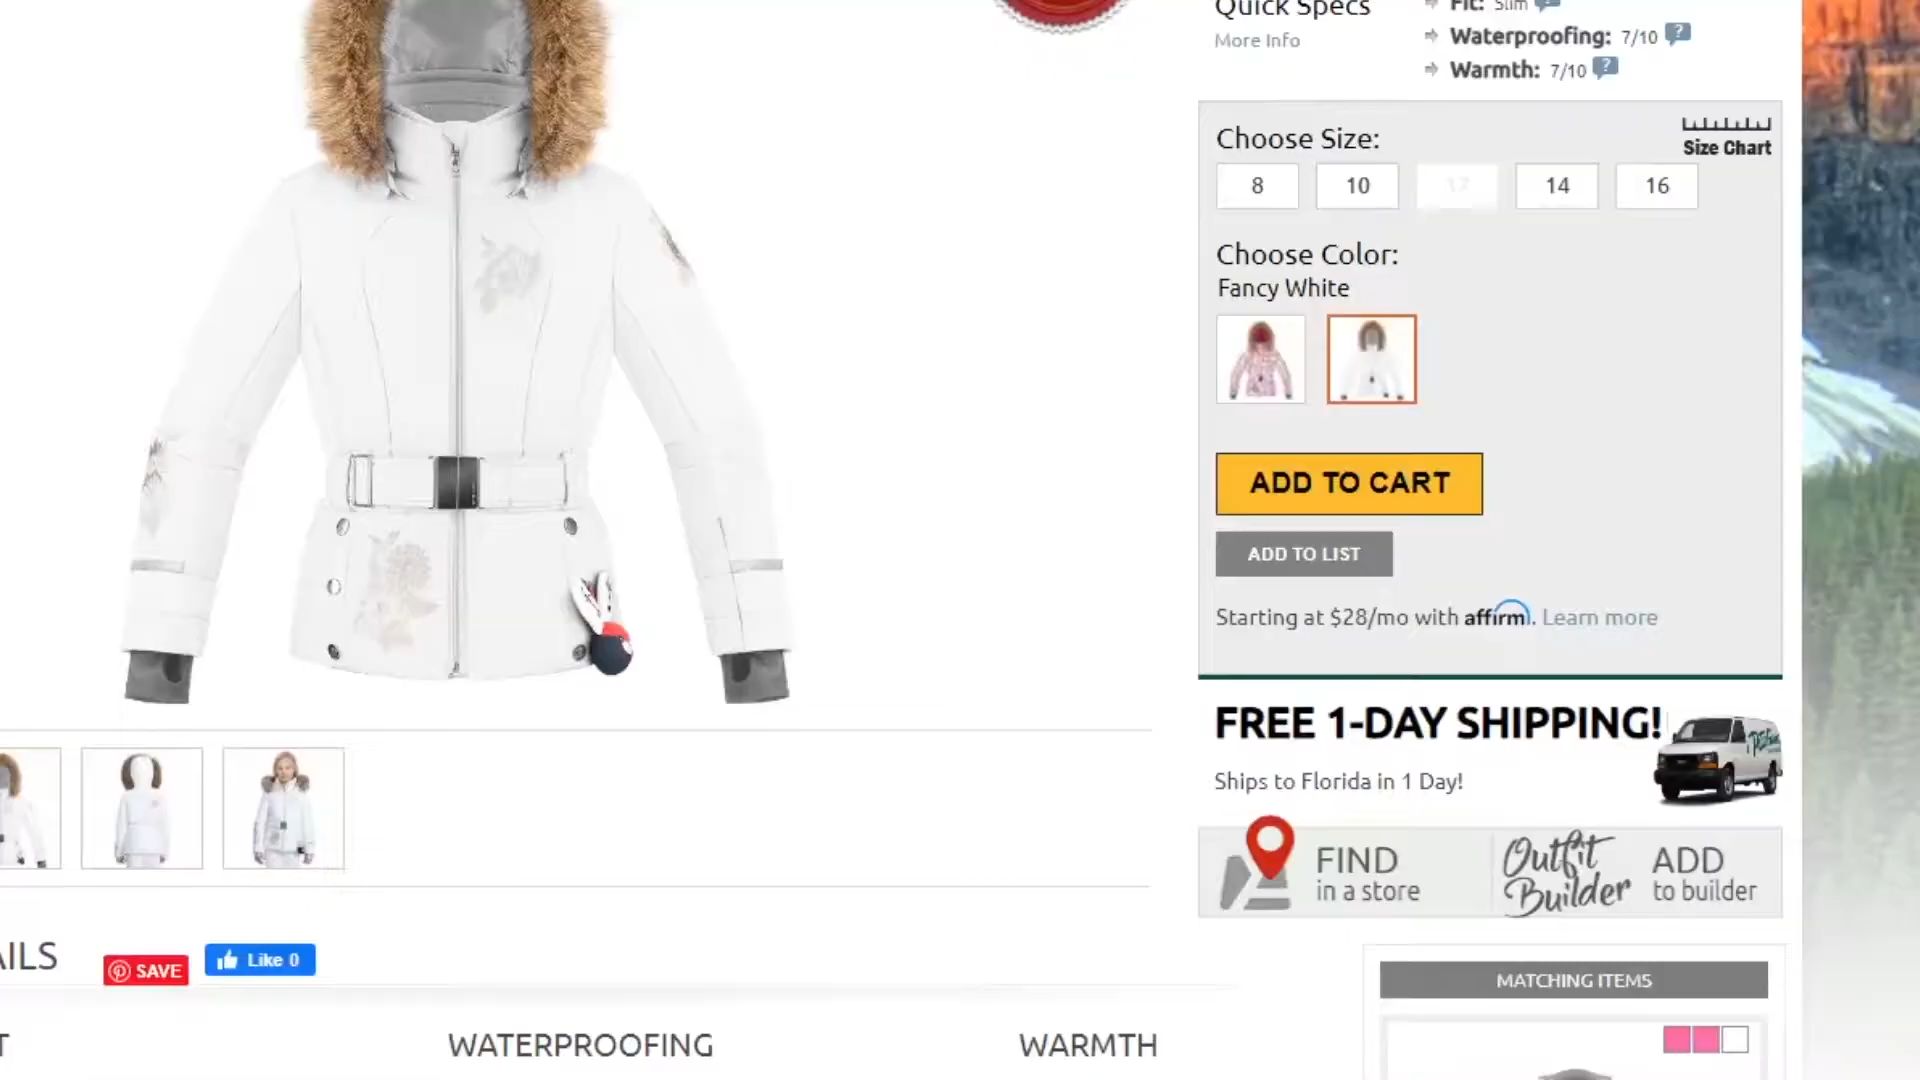 Quick Specs
More Info
Fit: Slim
Waterproofing: 7/10
Warmth: 7/10
Choose Size:
Size Chart
8 10 12 14 16
Choose Color:
Fancy White
ADD TO CART
ADD TO LIST
Starting at $28/mo with affirm. Learn more
FREE 1-DAY SHIPPING!
Ships to Florida in 1 Day!
FIND
in a store
Outfit
Builder
ADD
to builder
AILS
SAVE
Like 0
MATCHING ITEMS
T
WATERPROOFING
WARMTH